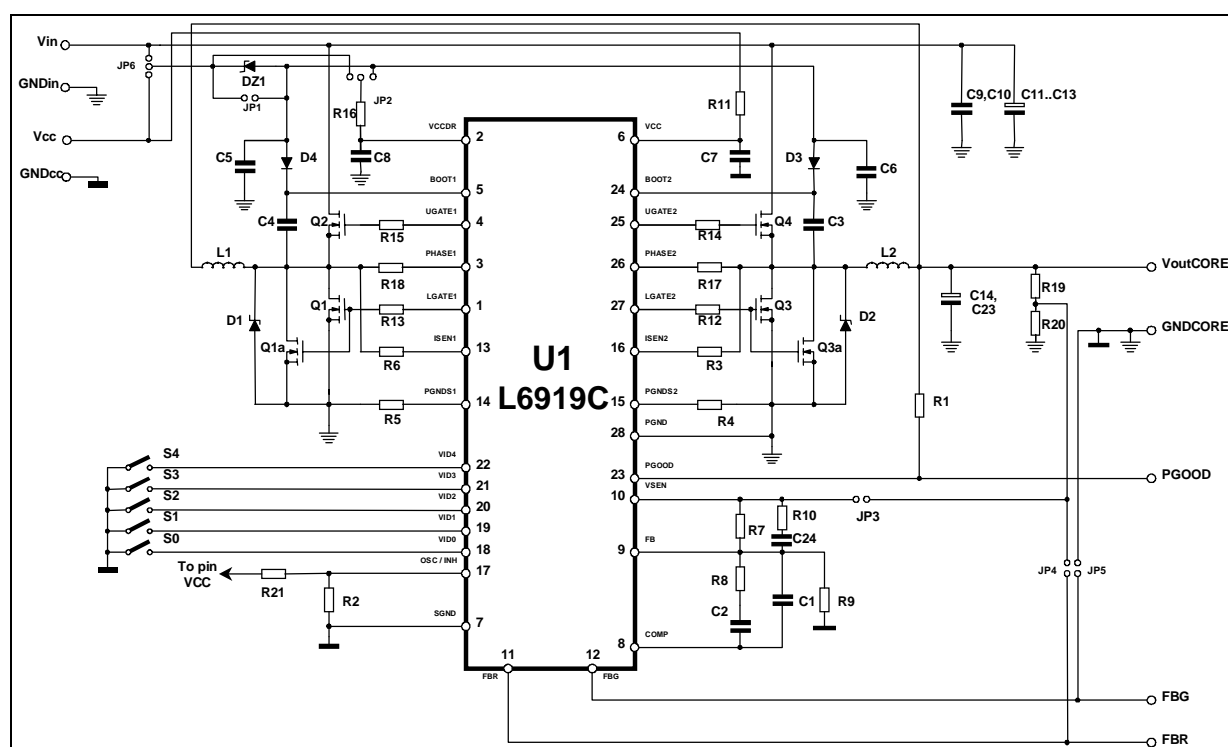 Vin
JP6
GNDin
DZ1
JP1
JP2
R16
R11
C9,C10
C11..C13
Vcc
VCCDR
2
6
VCC
GNDcc
C5
D4
C8
C7
D3
C6
BOOT1
5
24
BOOT2
C4
Q2
UGATE1
4
25
UGATE2
Q4
C3
R15
R14
L1
PHASE1
3
26
PHASE2
L2
VoutCORE
R18
R17
R19
C14,
C23
Q1
LGATE1
1
27
LGATE2
Q3
D1
R13
R12
D2
R20
GNDCORE
Q1a
ISEN1
13
16
ISEN2
Q3a
R6
R3
U1
L6919C
PGNDS1
14
15
PGNDS2
R5
R4
R1
PGND
28
S4
VID4
22
23
PGOOD
PGOOD
S3
VID3
21
10
VSEN
S2
VID2
20
JP3
R7
R10
S1
VID1
19
C24
S0
VID0
18
9
FB
OSC / INH
17
To pin
VCC
R21
R2
R8
C1
R9
JP4
JP5
C2
SGND
7
8
COMP
11
12
FBR
FBG
FBG
FBR